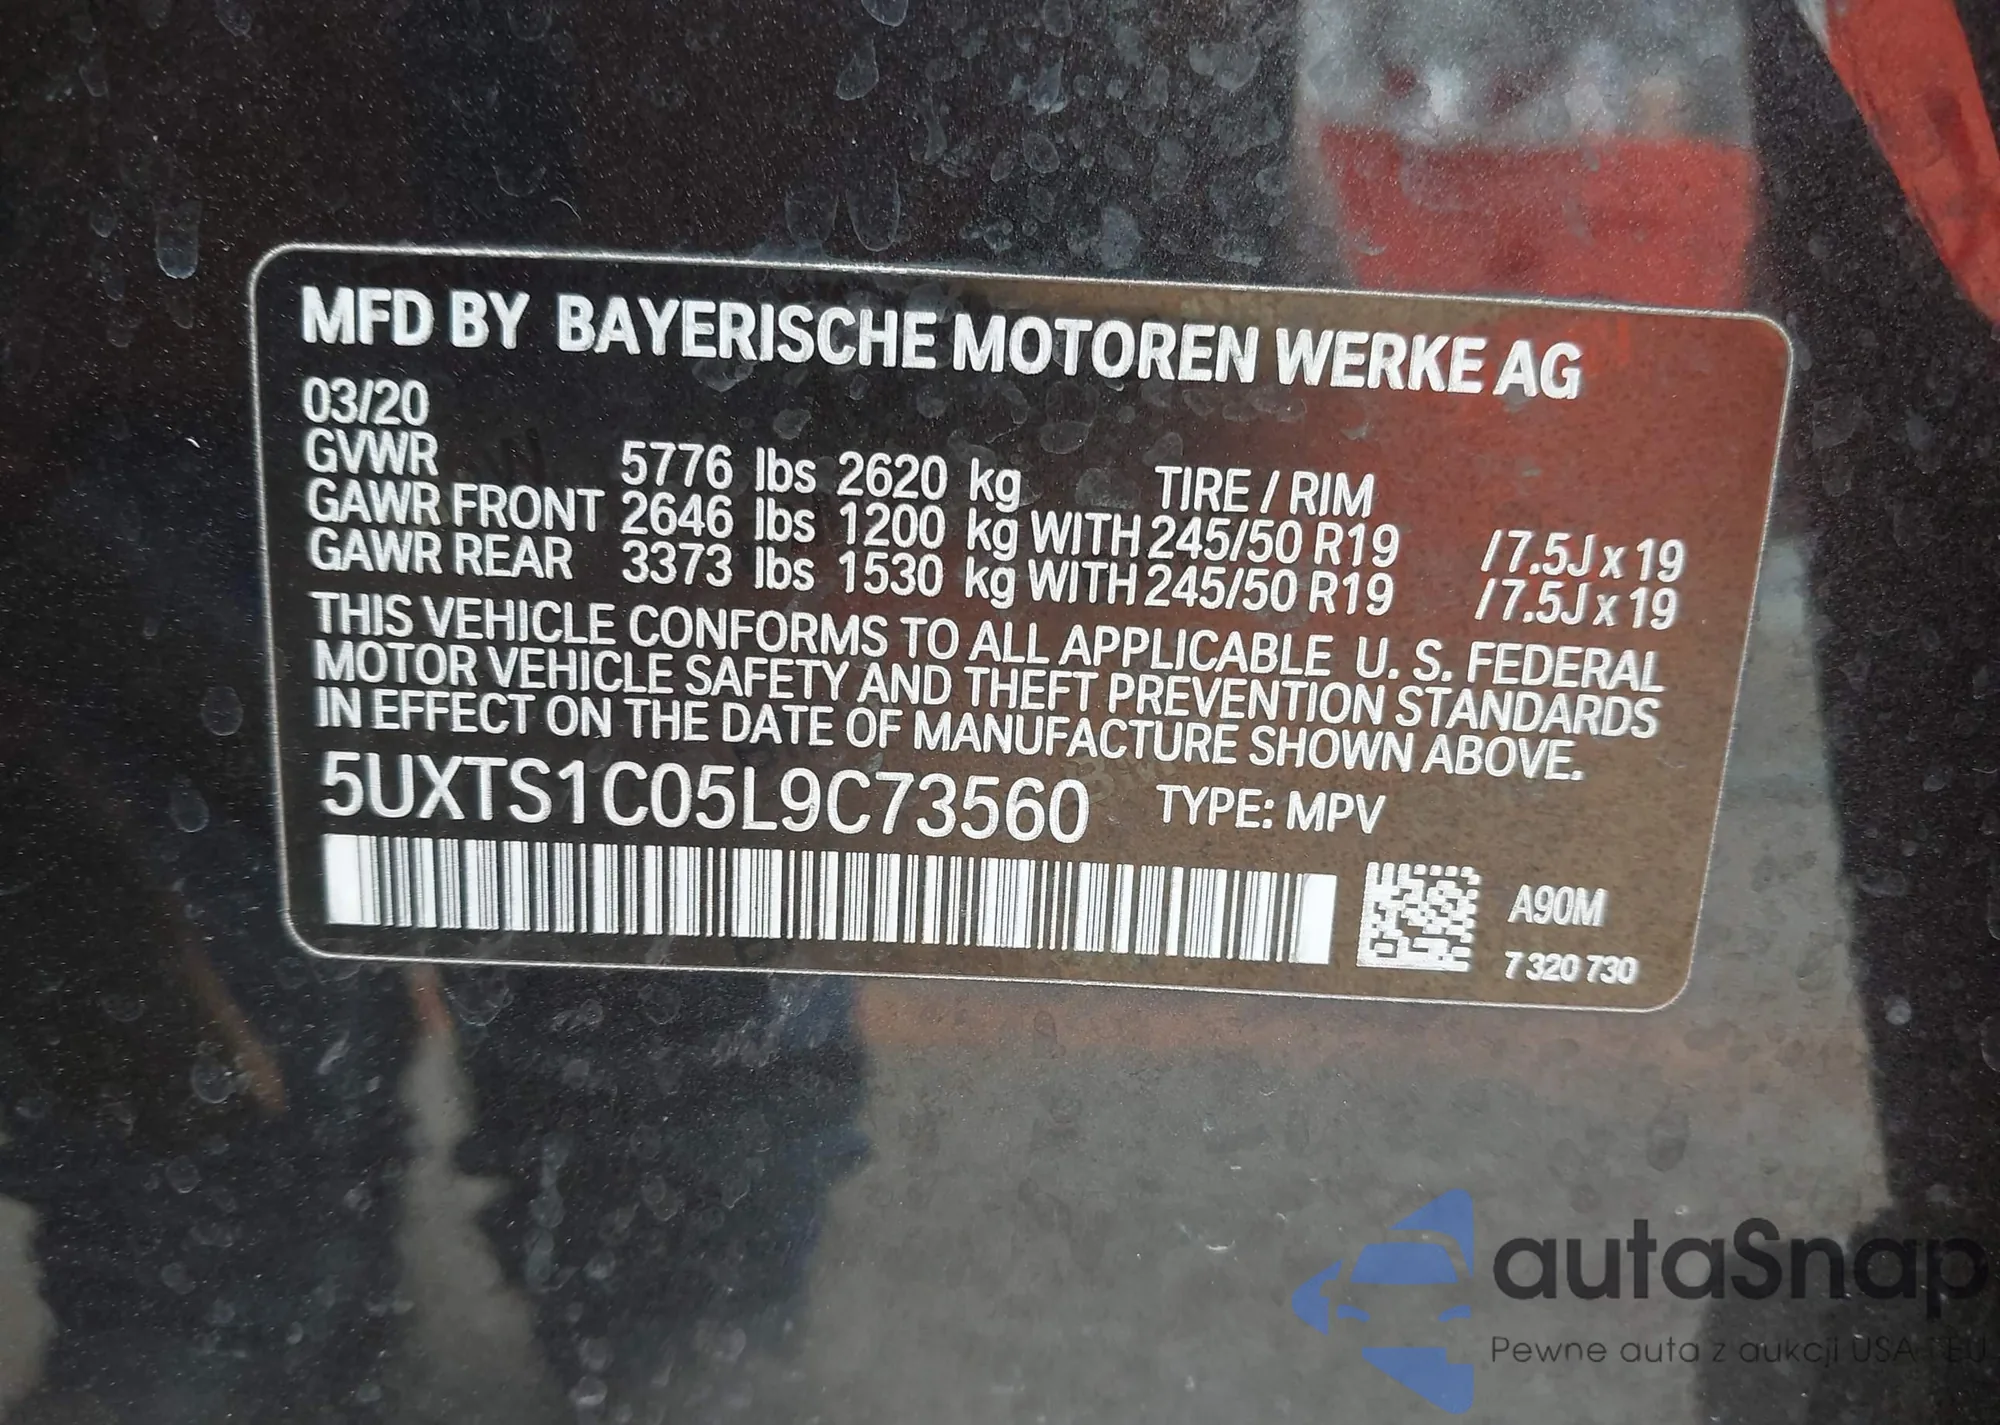 MFD BY BAYERISCHE MOTOREN WERKE AG
03/20
GVWR 5776 lbs 2620 kg TIRE / RIM
GAWR FRONT 2646 lbs 1200 kg WITH 245/50 R19 /7.5J x 19
GAWR REAR 3373 lbs 1530 kg WITH 245/50 R19 /7.5J x 19
THIS VEHICLE CONFORMS TO ALL APPLICABLE U. S. FEDERAL
MOTOR VEHICLE SAFETY AND THEFT PREVENTION STANDARDS
IN EFFECT ON THE DATE OF MANUFACTURE SHOWN ABOVE.
5UXTS1C05L9C73560 TYPE: MPV
A90M
7 320 730
autaSnap
Pewne auta z aukcji USA i EU